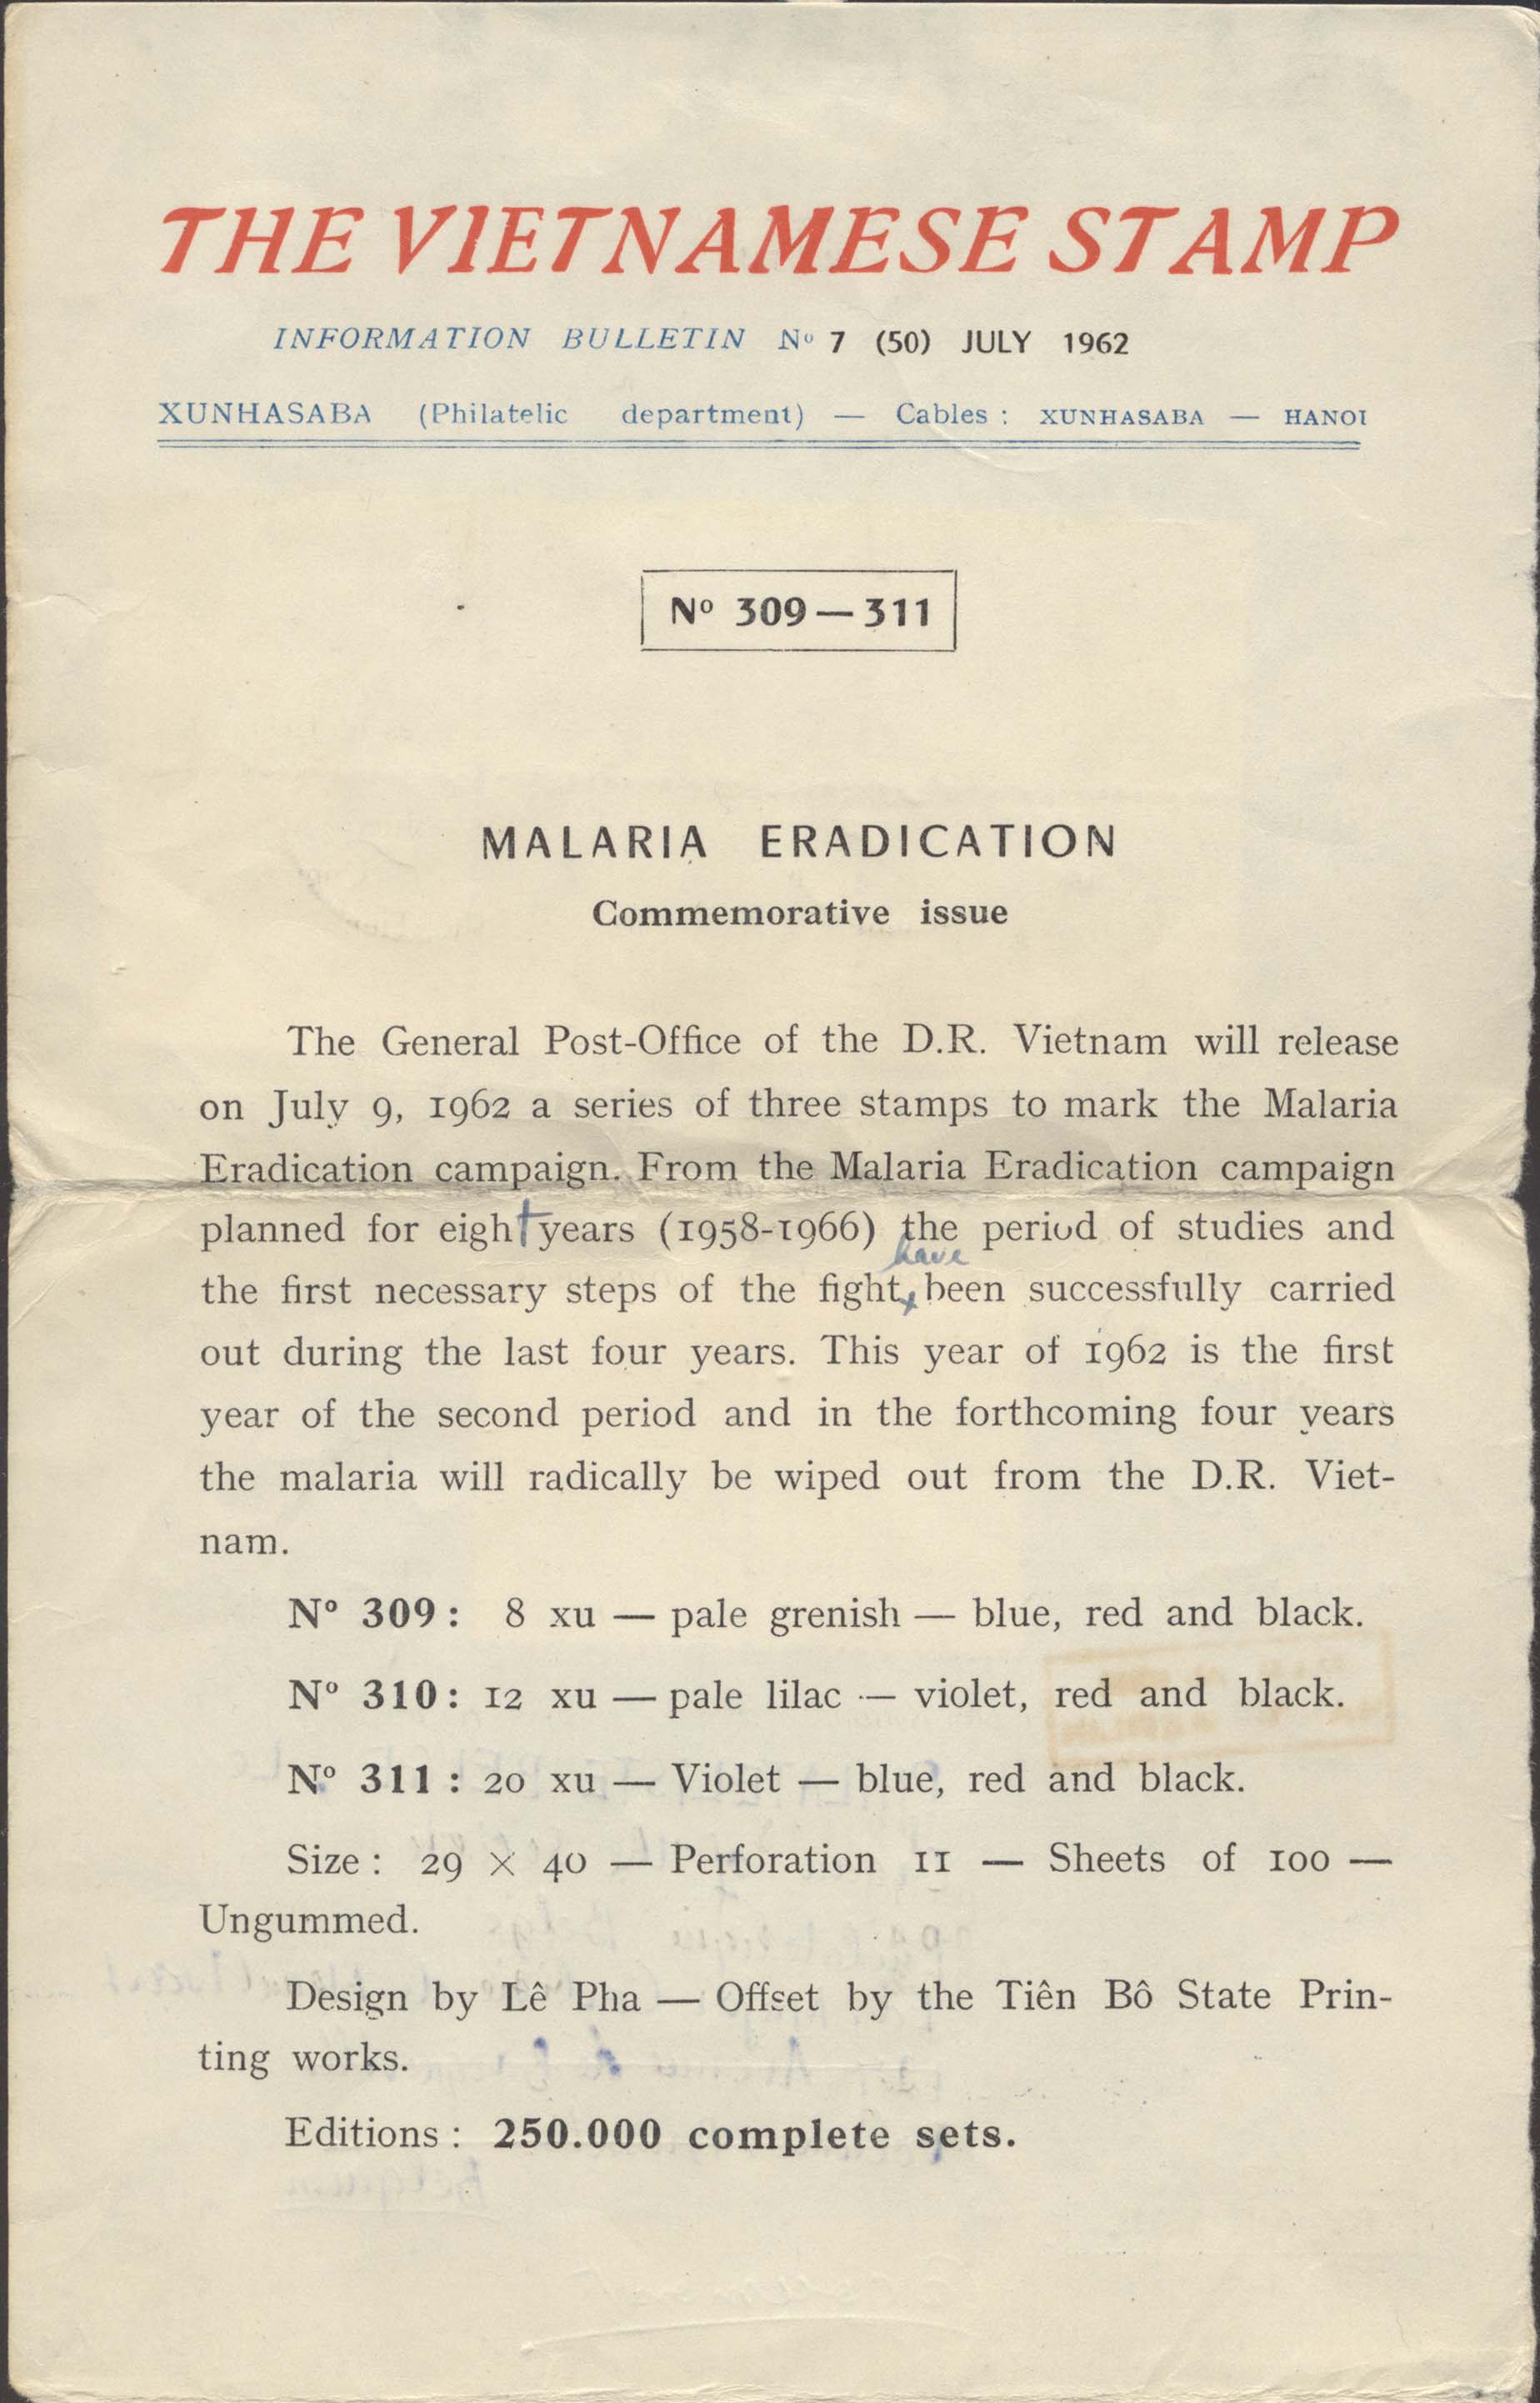 THE VIETNAMESE STAMP
INFORMATION BULLETIN Nº 7 (50) JULY 1962
XUNHASABA (Philatelic department) — Cables : XUNHASABA — HANOI
Nº 309 — 311
MALARIA ERADICATION
Commemorative issue
The General Post-Office of the D.R. Vietnam will release
on July 9, 1962 a series of three stamps to mark the Malaria
Eradication campaign. From the Malaria Eradication campaign
planned for eight years (1958-1966) the period of studies and
have
the first necessary steps of the fight, been successfully carried
out during the last four years. This year of 1962 is the first
year of the second period and in the forthcoming four years
the malaria will radically be wiped out from the D.R. Viet-
nam.
Nº 309 : 8 xu — pale grenish — blue, red and black.
Nº 310 : 12 xu — pale lilac — violet, red and black.
Nº 311 : 20 xu — Violet — blue, red and black.
Size : 29 × 40 — Perforation 11 — Sheets of 100 —
Ungummed.
Design by Lê Pha — Offset by the Tiên Bô State Prin-
ting works.
Editions : 250.000 complete sets.